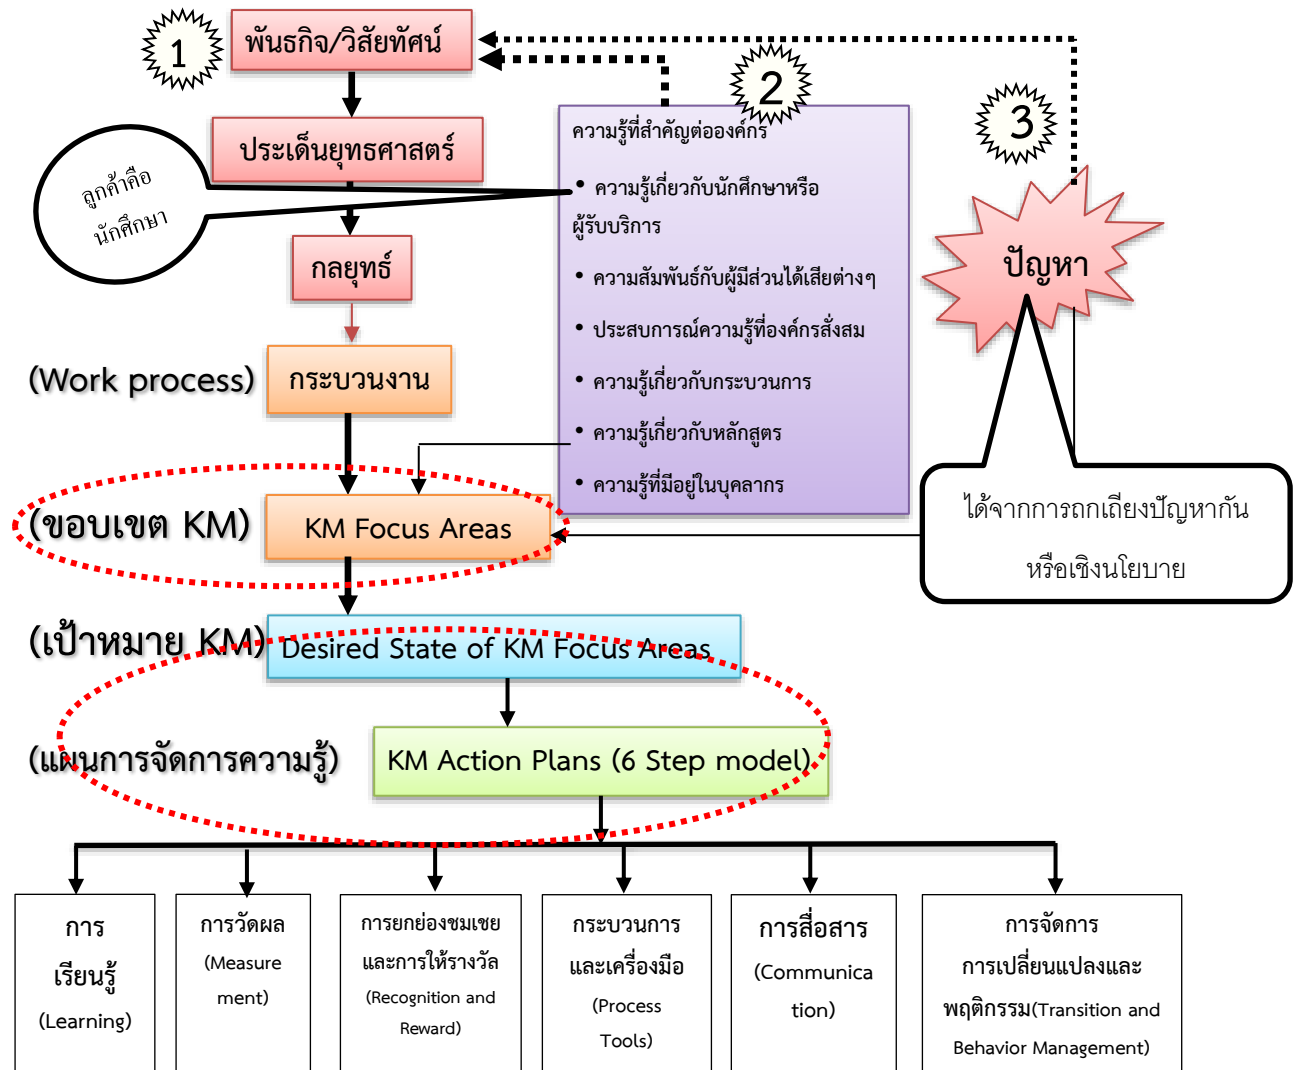 1
พันธกิจ/วิสัยทัศน์
2
3
ประเด็นยุทธศาสตร์
ลูกค้าคือ
นักศึกษา
กลยุทธ์
ความรู้ที่สำคัญต่อองค์กร
• ความรู้เกี่ยวกับนักศึกษาหรือ
ผู้รับบริการ
• ความสัมพันธ์กับผู้มีส่วนได้เสียต่างๆ
• ประสบการณ์ความรู้ที่องค์กรสั่งสม
• ความรู้เกี่ยวกับกระบวนการ
• ความรู้เกี่ยวกับหลักสูตร
• ความรู้ที่มีอยู่ในบุคลากร
ปัญหา
ได้จากการถกเถียงปัญหากัน
หรือเชิงนโยบาย
(Work process)
กระบวนงาน
(ขอบเขต KM)
KM Focus Areas
(เป้าหมาย KM)
Desired State of KM Focus Areas
(แผนการจัดการความรู้)
KM Action Plans (6 Step model)
การ
เรียนรู้
(Learning)
การวัดผล
(Measure
ment)
การยกย่องชมเชย
และการให้รางวัล
(Recognition and
Reward)
กระบวนการ
และเครื่องมือ
(Process
Tools)
การสื่อสาร
(Communica
tion)
การจัดการ
การเปลี่ยนแปลงและ
พฤติกรรม(Transition and
Behavior Management)